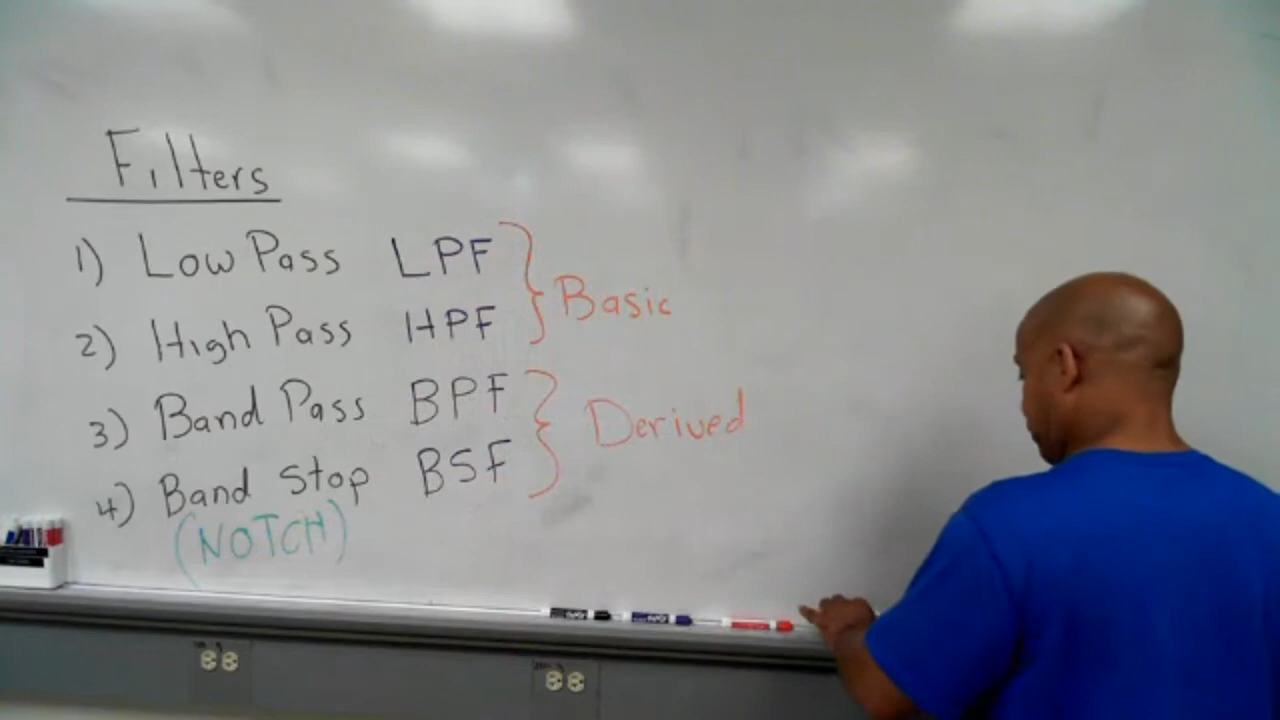 Filters
1) Low Pass LPF
2) High Pass HPF
Basic
3) Band Pass BPF
4) Band Stop BSF
Derived
(NOTCH)